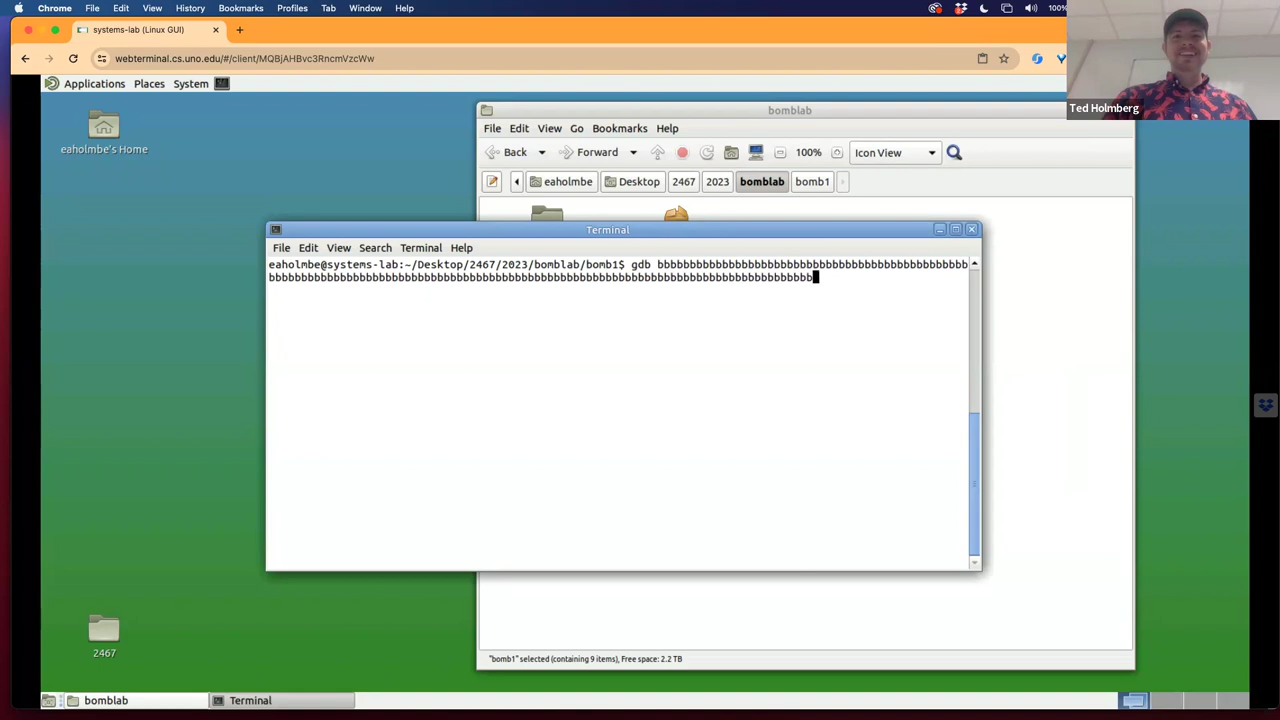 Chrome File Edit View History Bookmarks Profiles Tab Window Help 100%
systems-lab (Linux GUI)
webterminal.cs.uno.edu/#/client/MQBjAHBvc3RncmVzcWw
Ted Holmberg
Applications Places System
bomblab
eaholmbe's Home
File Edit View Go Bookmarks Help
Back Forward 100% Icon View
eaholmbe Desktop 2467 2023 bomblab bomb1
Terminal
File Edit View Search Terminal Help
eaholmbe@systems-lab:~/Desktop/2467/2023/bomblab/bomb1$ gdb bbbbbbbbbbbbbbbbbbbbbbbbbbbbbbbbbbbbbbbbbbbbbbbb
bbbbbbbbbbbbbbbbbbbbbbbbbbbbbbbbbbbbbbbbbbbbbbbbbbbbbbbbbbbbbbbbbbbbbbbbbbbbbbbbbbbb
2467
"bomb1" selected (containing 9 items), Free space: 2.2 TB
bomblab Terminal